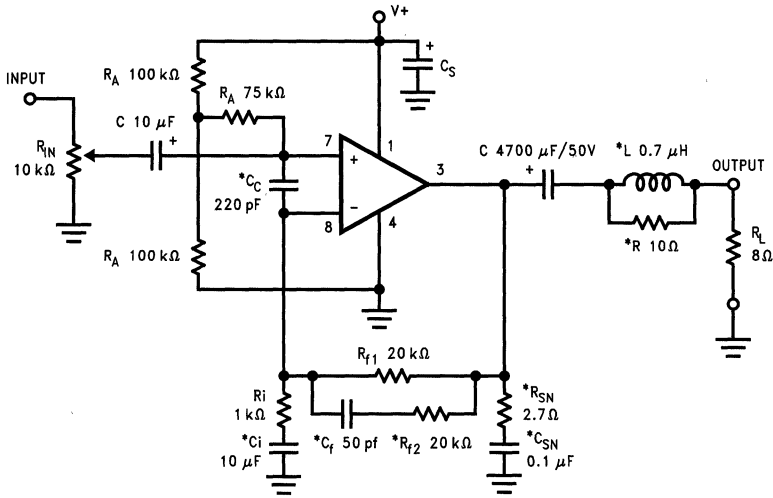 V+
RA 100 kΩ
CS
INPUT
RA 75 kΩ
C 10 μF
+
+
RIN
10 kΩ
7
1
+
*CC
220 pF
−
8
4
3
C 4700 μF/50V
+
*L 0.7 μH
OUTPUT
*R 10Ω
RL
8Ω
RA 100 kΩ
Rf1 20 kΩ
Ri
1 kΩ
*RSN
2.7Ω
*Ci
10 μF
*Cf 50 pf
*Rf2 20 kΩ
*CSN
0.1 μF